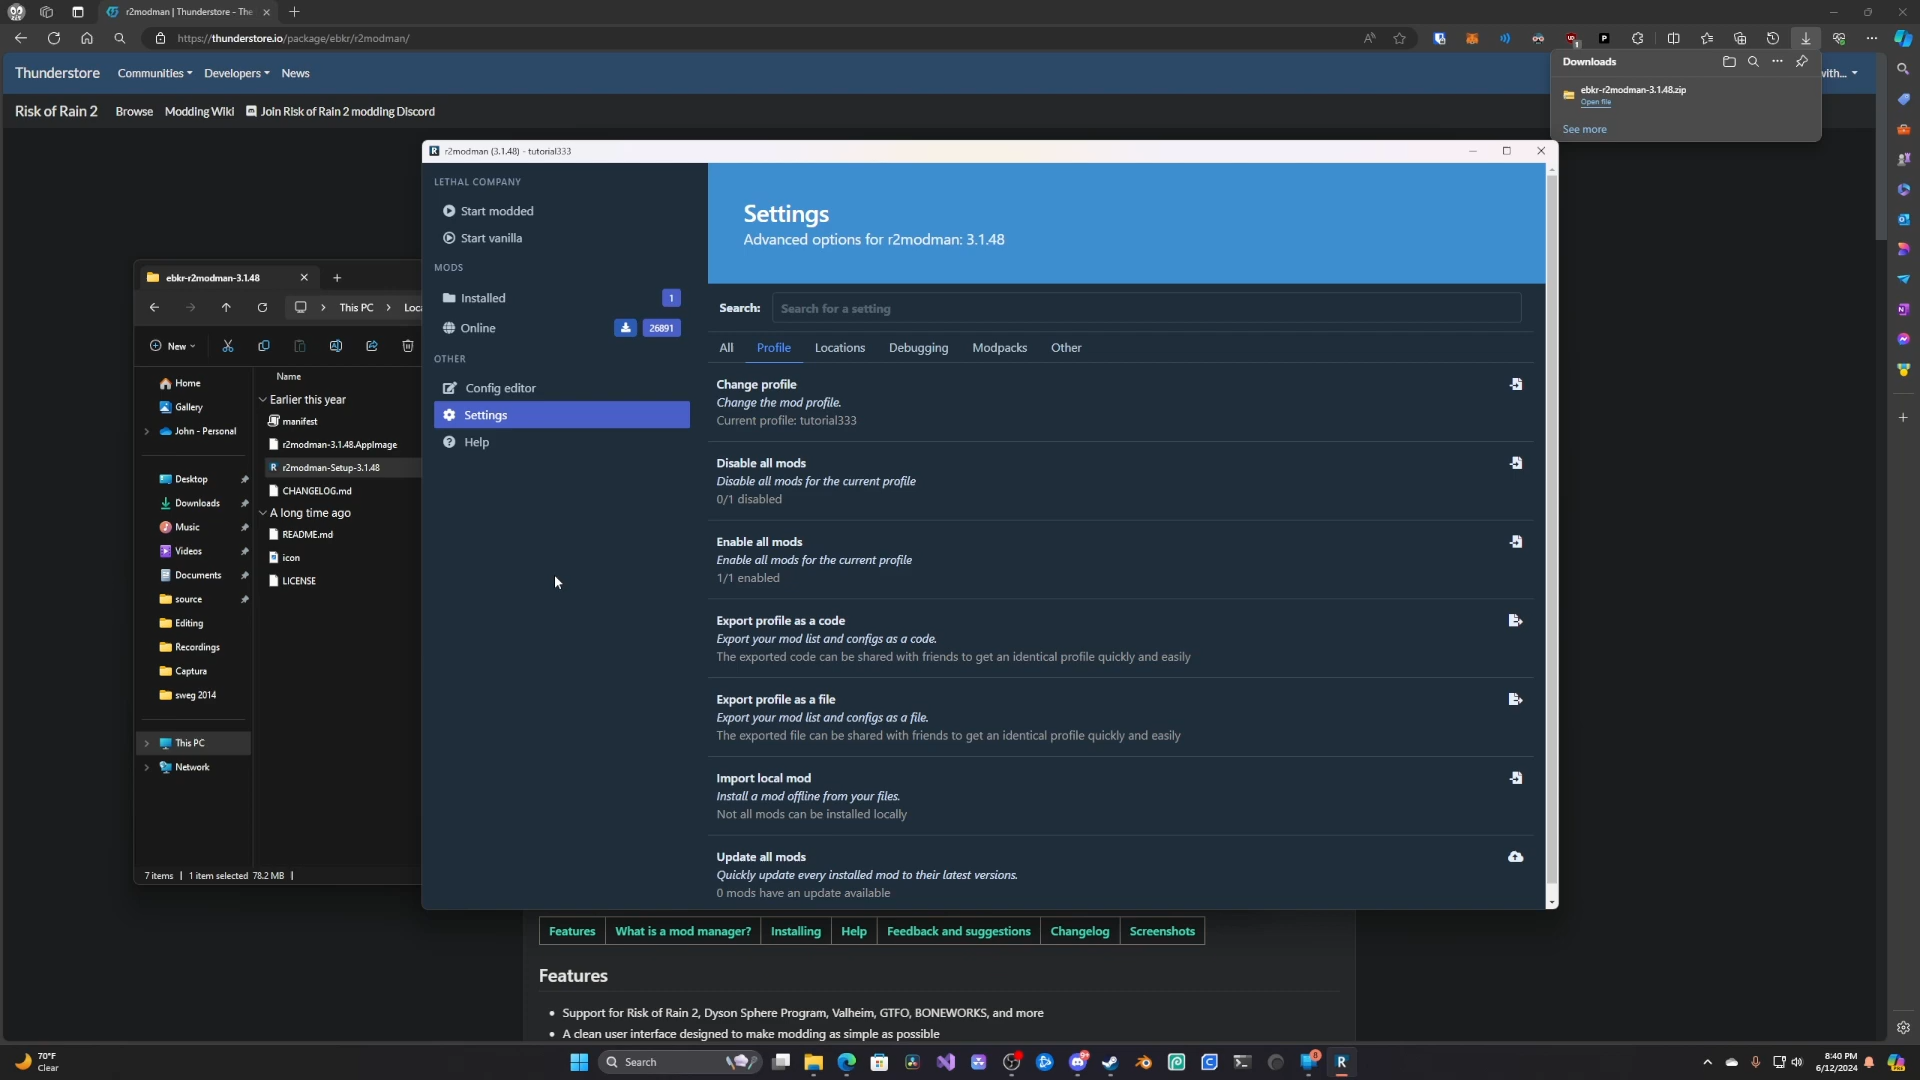 r2modman | Thunderstore - The
https://thunderstore.io/package/ebkr/r2modman/
Thunderstore
Communities
Developers
News
Risk of Rain 2
Browse
Modding Wiki
Join Risk of Rain 2 modding Discord
Downloads
ebkr-r2modman-3.1.48.zip
Open file
See more
with...
r2modman (3.1.48) - tutorial333
LETHAL COMPANY
Start modded
Start vanilla
MODS
Installed
1
Online
26891
OTHER
Config editor
Settings
Help
Settings
Advanced options for r2modman: 3.1.48
Search:
Search for a setting
All
Profile
Locations
Debugging
Modpacks
Other
Change profile
Change the mod profile.
Current profile: tutorial333
Disable all mods
Disable all mods for the current profile
0/1 disabled
Enable all mods
Enable all mods for the current profile
1/1 enabled
Export profile as a code
Export your mod list and configs as a code.
The exported code can be shared with friends to get an identical profile quickly and easily
Export profile as a file
Export your mod list and configs as a file.
The exported file can be shared with friends to get an identical profile quickly and easily
Import local mod
Install a mod offline from your files.
Not all mods can be installed locally
Update all mods
Quickly update every installed mod to their latest versions.
0 mods have an update available
ebkr-r2modman-3.1.48
This PC
Loca
New
Home
Gallery
John - Personal
Desktop
Downloads
Music
Videos
Documents
source
Editing
Recordings
Captura
sweg 2014
This PC
Network
Name
Earlier this year
manifest
r2modman-3.1.48.AppImage
r2modman-Setup-3.1.48
CHANGELOG.md
A long time ago
README.md
icon
LICENSE
7 items
1 item selected 78.2 MB
Features
What is a mod manager?
Installing
Help
Feedback and suggestions
Changelog
Screenshots
Features
• Support for Risk of Rain 2, Dyson Sphere Program, Valheim, GTFO, BONEWORKS, and more
• A clean user interface designed to make modding as simple as possible
70°F
Clear
Search
8:40 PM
6/12/2024